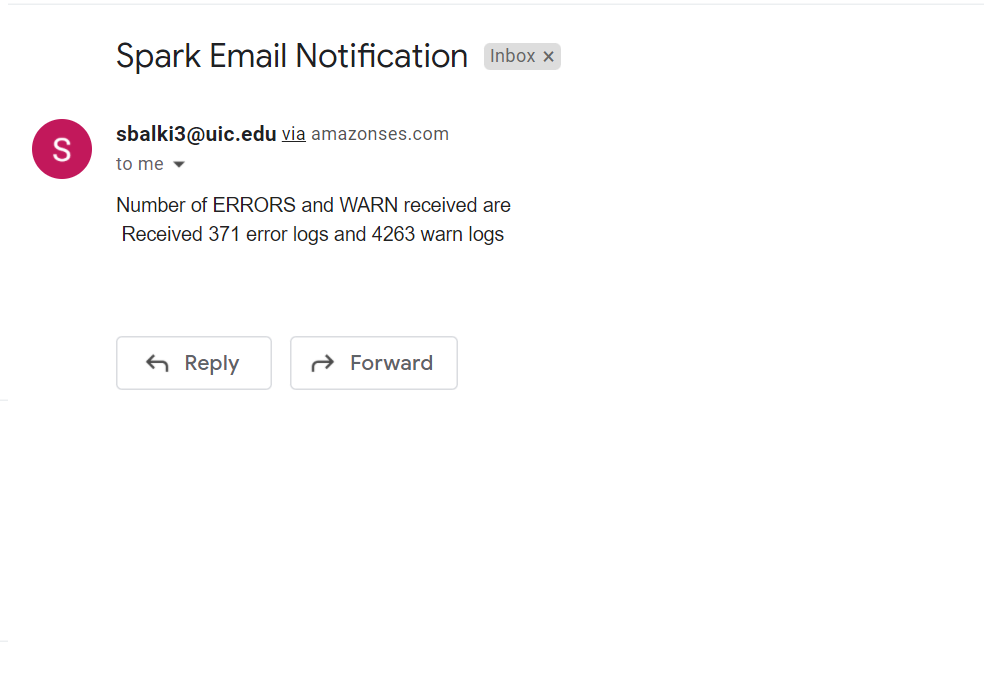 Spark Email Notification Inbox ×
S
sbalki3@uic.edu via amazonses.com
to me
Number of ERRORS and WARN received are
Received 371 error logs and 4263 warn logs
Reply Forward